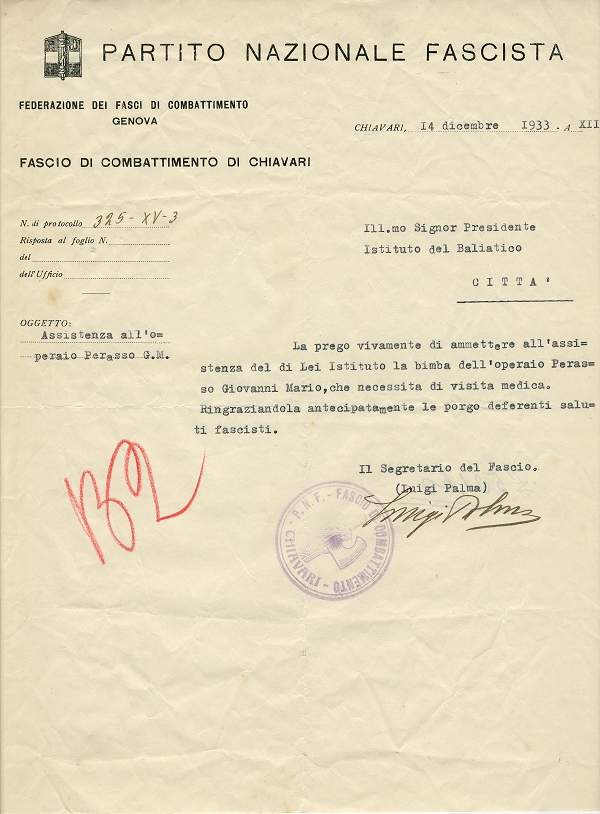 PARTITO NAZIONALE FASCISTA
FEDERAZIONE DEI FASCI DI COMBATTIMENTO
GENOVA
CHIAVARI, 14 dicembre 1933 . A XII
FASCIO DI COMBATTIMENTO DI CHIAVARI
N. di protocollo 325-XV-3
Risposta al foglio N.
del
dell'Ufficio
Ill.mo Signor Presidente
Istituto del Baliatico
CITTA'
OGGETTO:
Assistenza all'o=
peraio Perasso G.M.
La prego vivamente di ammettere all'assi=
stenza del di Lei Istituto la bimba dell'operaio Peras=
so Giovanni Mario, che necessita di visita medica.
Ringraziandola antecipatamente le porgo deferenti salu=
ti fascisti.
Il Segretario del Fascio.
(Luigi Palma)
Luigi Palma
P.N.F. - FASCIO DI COMBATTIMENTO - CHIAVARI -